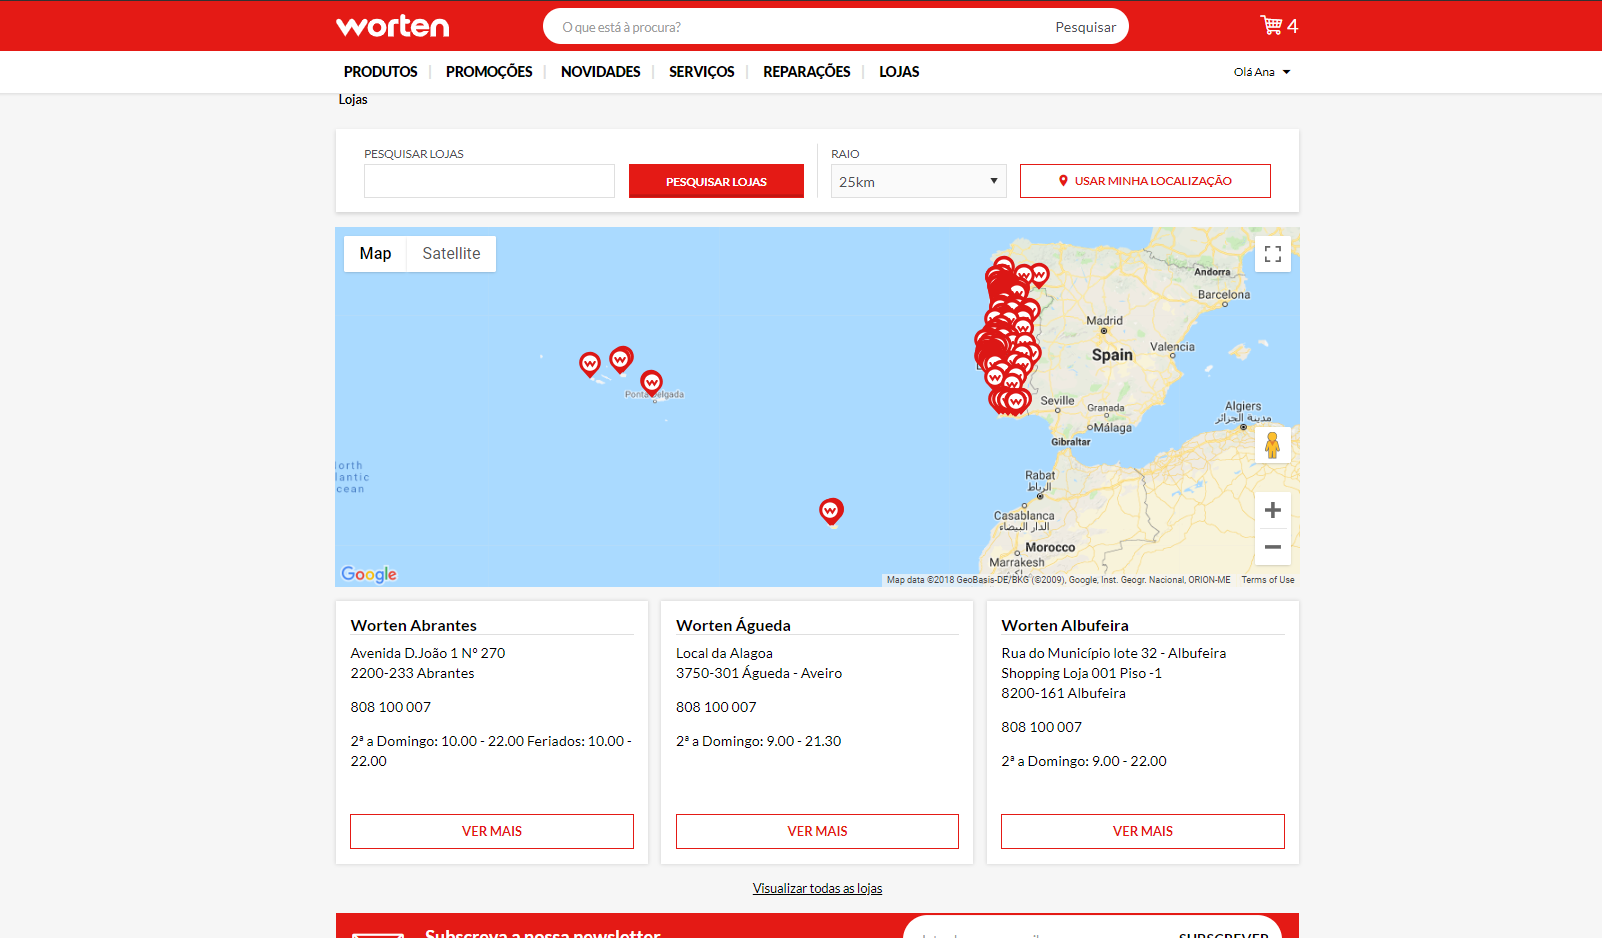 worten
O que está à procura?
Pesquisar
4
PRODUTOS
PROMOÇÕES
NOVIDADES
SERVIÇOS
REPARAÇÕES
LOJAS
Olá Ana
Lojas
PESQUISAR LOJAS
PESQUISAR LOJAS
RAIO
25km
USAR MINHA LOCALIZAÇÃO
Map
Satellite
Andorra
Barcelona
Madrid
Spain
Valencia
Ponta Delgada
Seville
Granada
Málaga
Gibraltar
Algiers
مدينة الجزائر
orth
lantic
cean
Rabat
الرباط
Casablanca
الدار البيضاء
Morocco
Marrakesh
Google
Map data ©2018 GeoBasis-DE/BKG (©2009), Google, Inst. Geogr. Nacional, ORION-ME
Terms of Use
Worten Abrantes
Avenida D.João 1 Nº 270
2200-233 Abrantes
808 100 007
2ª a Domingo: 10.00 - 22.00 Feriados: 10.00 -
22.00
VER MAIS
Worten Águeda
Local da Alagoa
3750-301 Águeda - Aveiro
808 100 007
2ª a Domingo: 9.00 - 21.30
VER MAIS
Worten Albufeira
Rua do Município lote 32 - Albufeira
Shopping Loja 001 Piso -1
8200-161 Albufeira
808 100 007
2ª a Domingo: 9.00 - 22.00
VER MAIS
Visualizar todas as lojas
Subscreva a nossa newsletter
SUBSCREVER